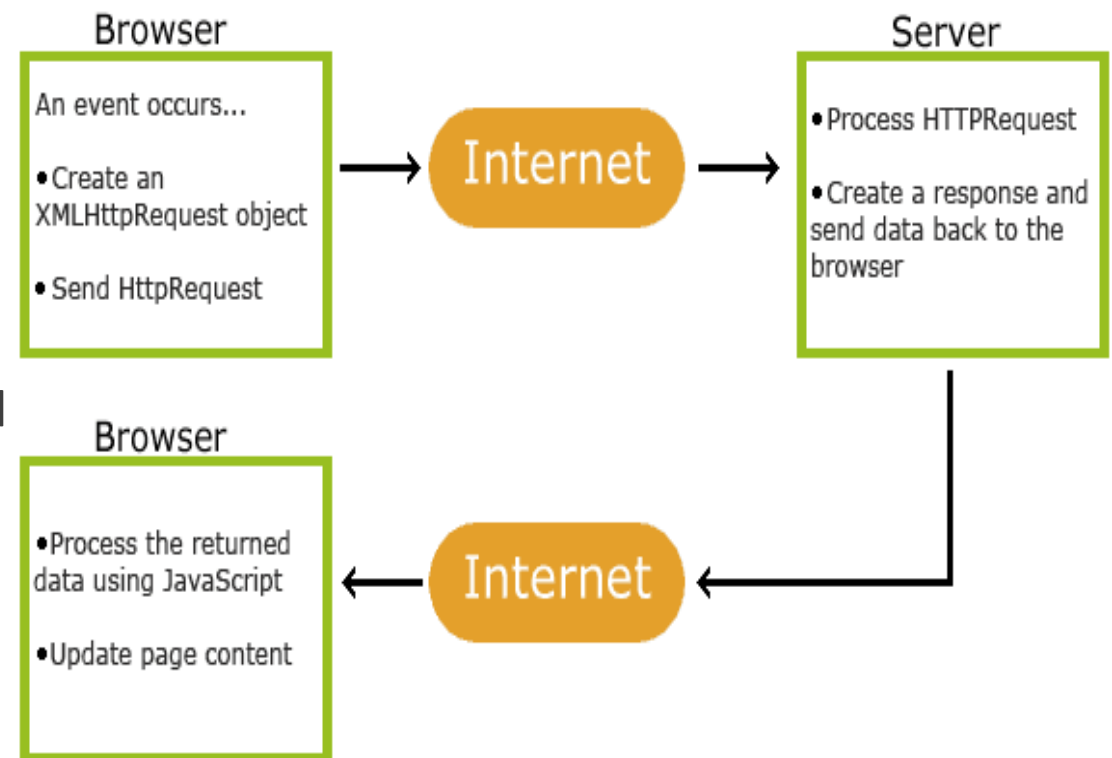 Browser
An event occurs...
•Create an
XMLHttpRequest object
• Send HttpRequest
Internet
Server
•Process HTTPRequest
•Create a response and
send data back to the
browser
Browser
•Process the returned
data using JavaScript
•Update page content
Internet